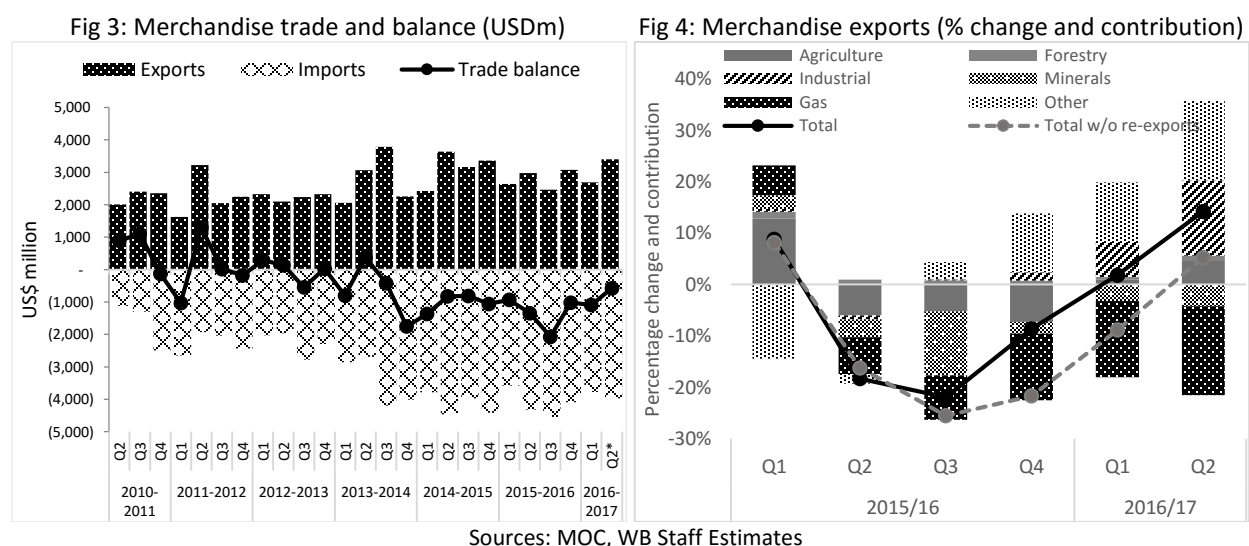 Fig 3: Merchandise trade and balance (USDm)
Exports Imports Trade balance
US$ million
5,000
4,000
3,000
2,000
1,000
-
(1,000)
(2,000)
(3,000)
(4,000)
(5,000)
Q2 Q3 Q4 Q1 Q2 Q3 Q4 Q1 Q2 Q3 Q4 Q1 Q2 Q3 Q4 Q1 Q2 Q3 Q4 Q1 Q2 Q3 Q4 Q1 Q2*
2010-2011 2011-2012 2012-2013 2013-2014 2014-2015 2015-2016 2016-2017
Fig 4: Merchandise exports (% change and contribution)
Agriculture Forestry
Industrial Minerals
Gas Other
Total Total w/o re-exports
Percentage change and contribution
40%
30%
20%
10%
0%
-10%
-20%
-30%
Q1 Q2 Q3 Q4 Q1 Q2
2015/16 2016/17
Sources: MOC, WB Staff Estimates